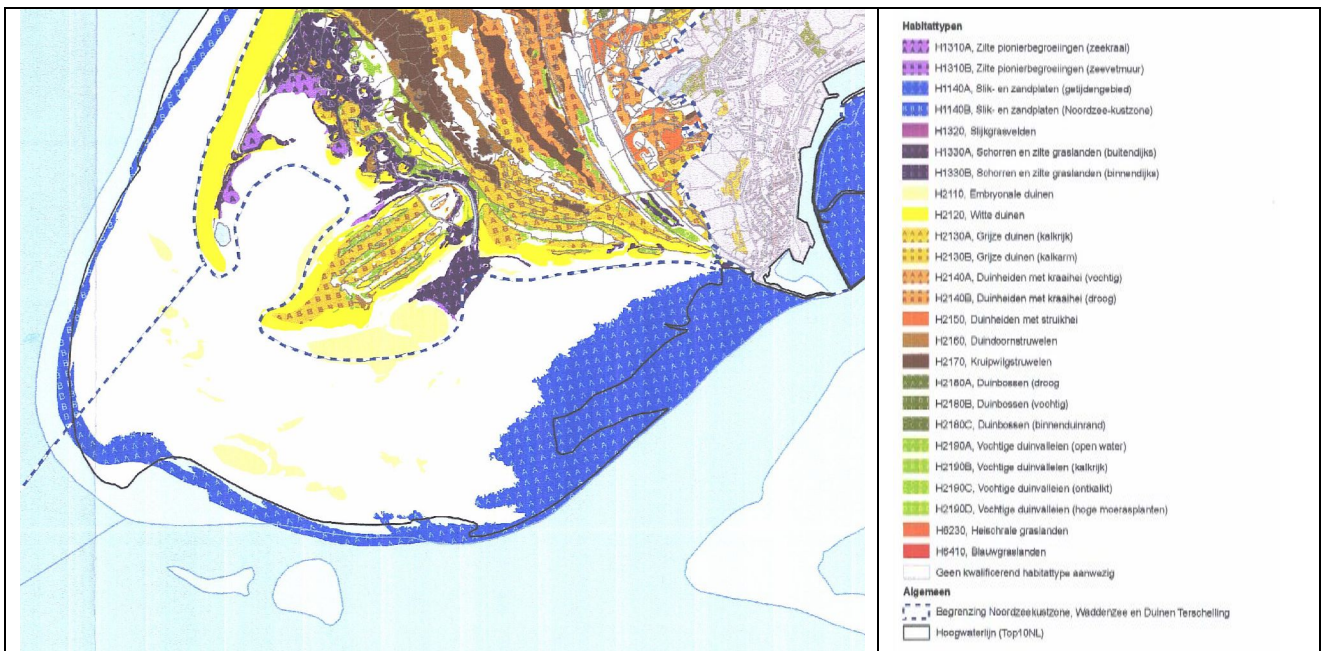 Habitattypen
H1310A, Zilte pionierbegroeiingen (zeekraal)
H1310B, Zilte pionierbegroeiingen (zeevetmuur)
H1140A, Slik- en zandplaten (getijdengebied)
H1140B, Slik- en zandplaten (Noordzee-kustzone)
H1320, Slijkgrasvelden
H1330A, Schorren en zilte graslanden (buitendijks)
H1330B, Schorren en zilte graslanden (binnendijks)
H2110, Embryonale duinen
H2120, Witte duinen
H2130A, Grijze duinen (kalkrijk)
H2130B, Grijze duinen (kalkarm)
H2140A, Duinheiden met kraaihei (vochtig)
H2140B, Duinheiden met kraaihei (droog)
H2150, Duinheiden met struikhei
H2160, Duindoornstruwelen
H2170, Kruipwilgstruwelen
H2180A, Duinbossen (droog
H2180B, Duinbossen (vochtig)
H2180C, Duinbossen (binnenduinrand)
H2190A, Vochtige duinvalleien (open water)
H2190B, Vochtige duinvalleien (kalkrijk)
H2190C, Vochtige duinvalleien (ontkalkt)
H2190D, Vochtige duinvalleien (hoge moerasplanten)
H6230, Heischrale graslanden
H6410, Blauwgraslanden
Geen kwalificerend habitattype aanwezig
Algemeen
Begrenzing Noordzeekustzone, Waddenzee en Duinen Terschelling
Hoogwaterlijn (Top10NL)